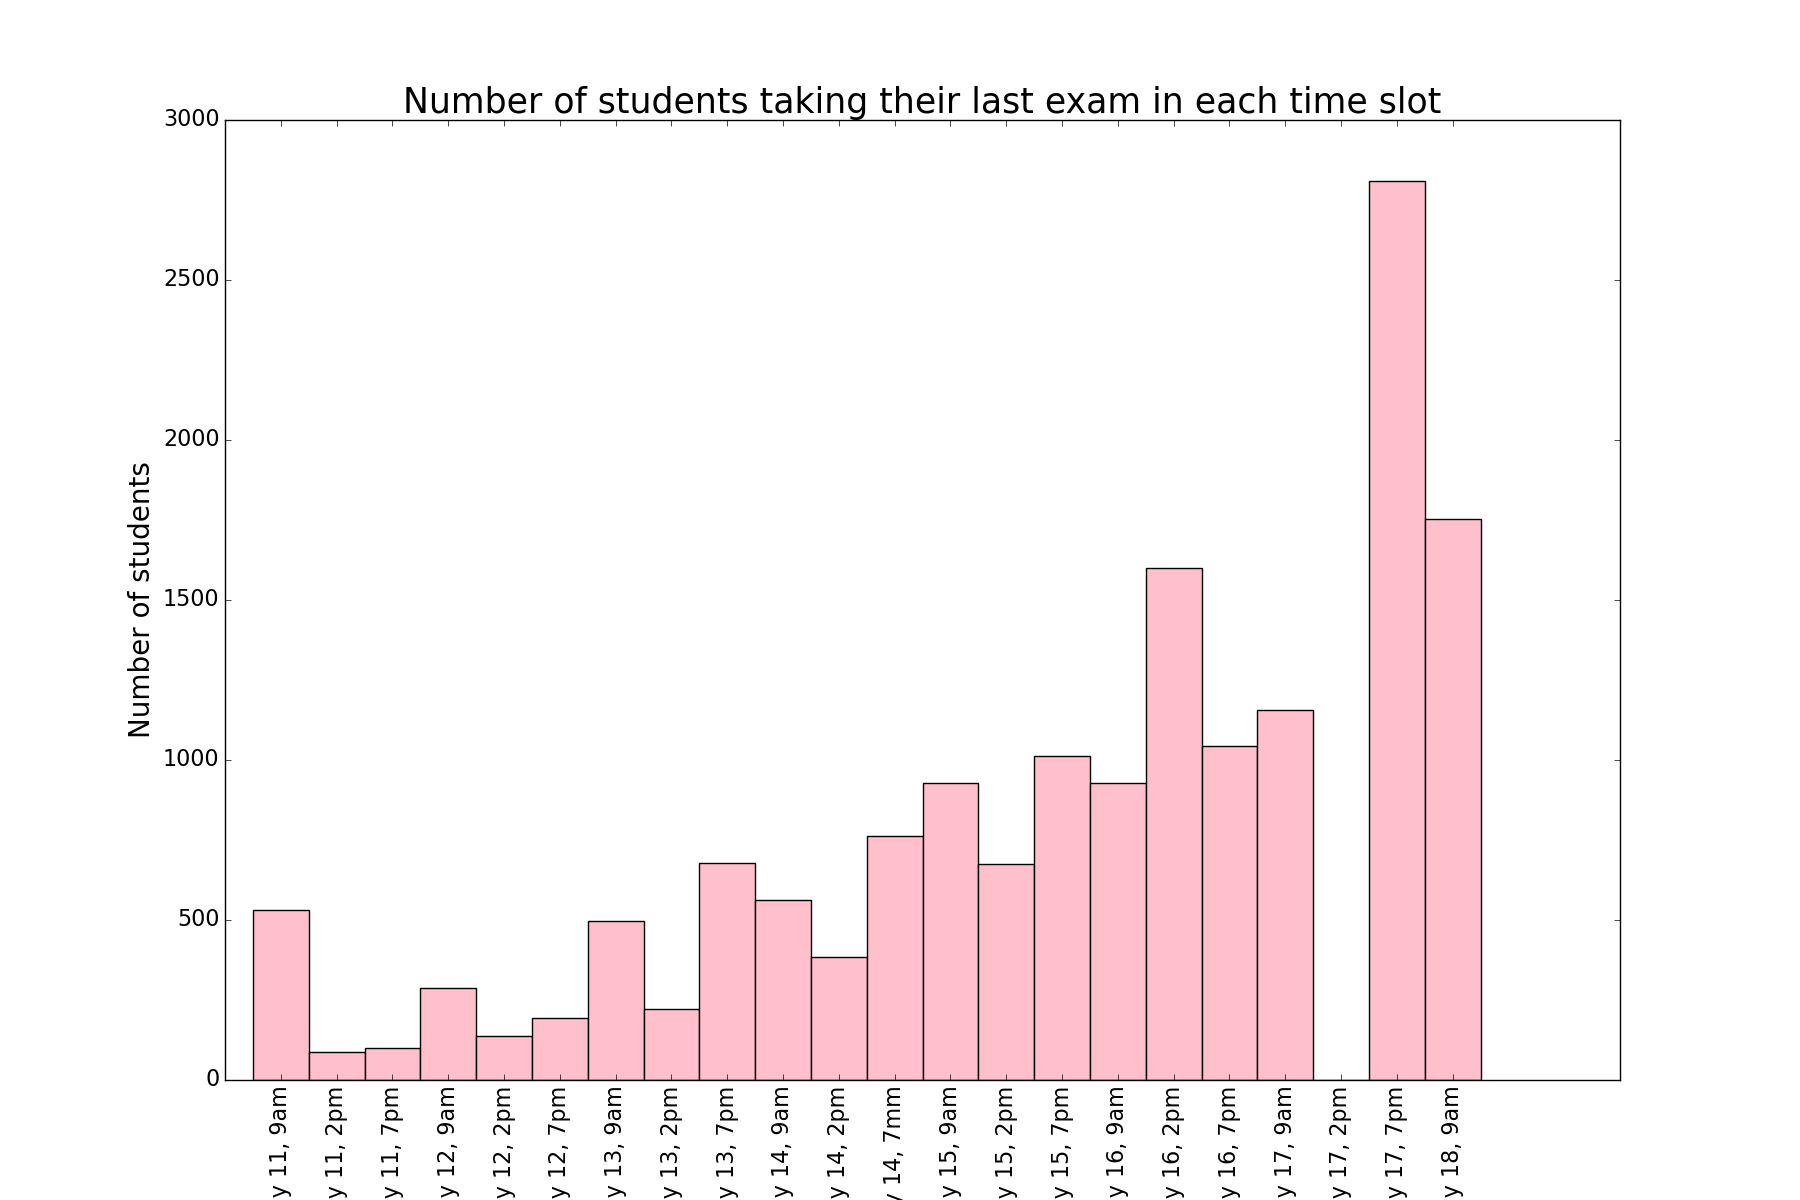 Number of students taking their last exam in each time slot
3000
2500
2000
1500
1000
500
0
Number of students
y 11, 9am
y 11, 2pm
y 11, 7pm
y 12, 9am
y 12, 2pm
y 12, 7pm
y 13, 9am
y 13, 2pm
y 13, 7pm
y 14, 9am
y 14, 2pm
y 14, 7mm
y 15, 9am
y 15, 2pm
y 15, 7pm
y 16, 9am
y 16, 2pm
y 16, 7pm
y 17, 9am
y 17, 2pm
y 17, 7pm
y 18, 9am